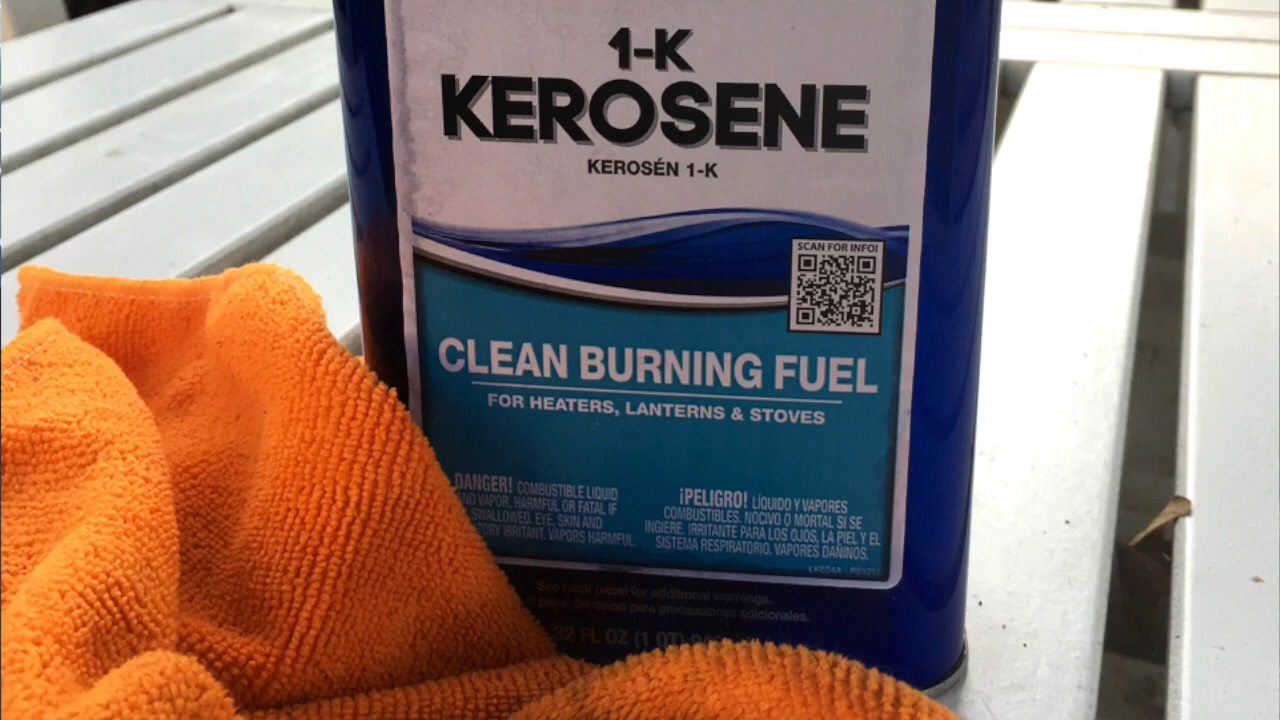 1-K
KEROSENE
KEROSÉN 1-K
SCAN FOR INFO!
CLEAN BURNING FUEL
FOR HEATERS, LANTERNS & STOVES
DANGER! COMBUSTIBLE LIQUID
AND VAPOR. HARMFUL OR FATAL IF
SWALLOWED. EYE, SKIN AND
IRRITANT. VAPORS HARMFUL.
¡PELIGRO! LÍQUIDO Y VAPORES
COMBUSTIBLES. NOCIVO O MORTAL SI SE
INGIERE. IRRITANTE PARA LOS OJOS, LA PIEL Y EL
SISTEMA RESPIRATORIO. VAPORES DAÑINOS.
See back panel for additional warnings.
panel del dorso para precauciones adicionales.
32 FL OZ (1 QT)